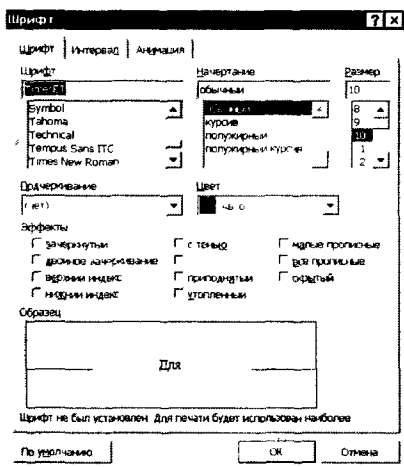 Шрифт
Шрифт Интервал Анимация
Шрифт Начертание Размер
обычный 10
Symbol 8
Tahoma курсив 9
Technical полужирный 10
Tempus Sans ITC полужирный курсив 1
Times New Roman 2
Подчеркивание Цвет
(нет)
Эффекты
зачеркнутый с тенью малые прописные
двойное зачеркивание все прописные
верхний индекс приподнятый скрытый
нижний индекс утопленный
Образец
Для
Шрифт не был установлен Для печати будет использован наиболее
По умолчанию ОК Отмена